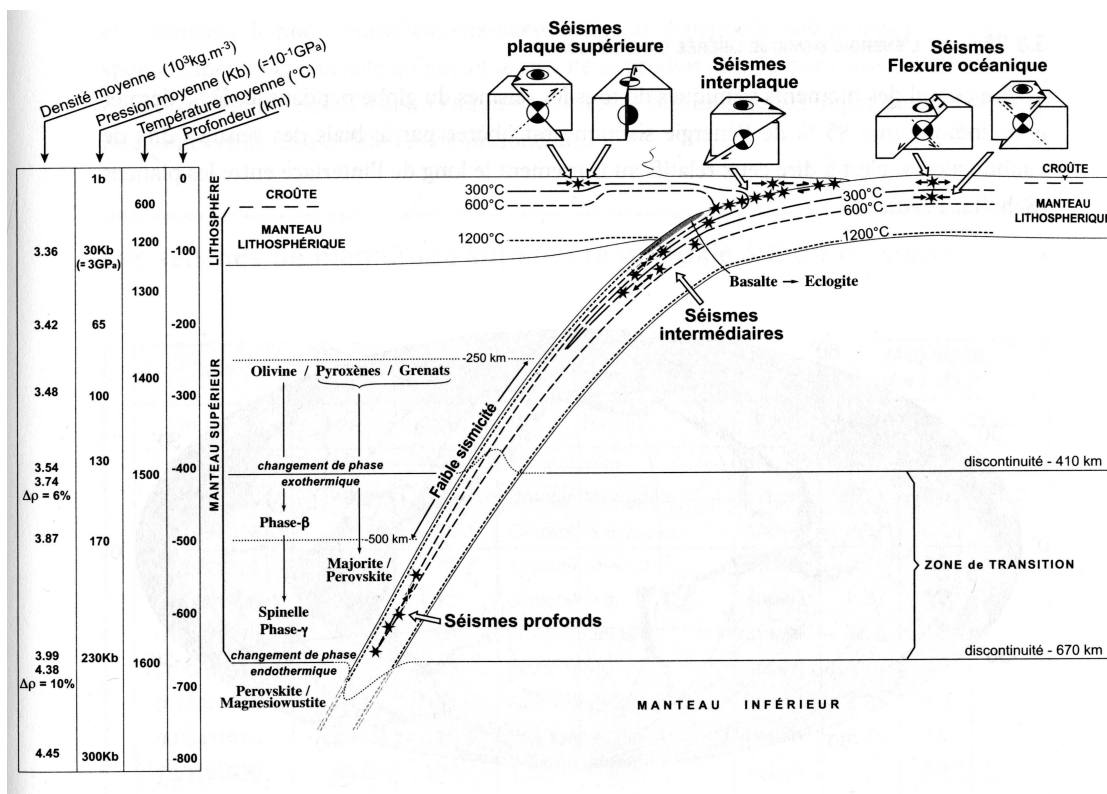 Densité moyenne (10³kg.m⁻³)
Pression moyenne (Kb) (=10⁻¹GPa)
Température moyenne °C)
Profondeur (km)
Séismes
plaque supérieure
Séismes
interplaque
Séismes
Flexure océanique
1b
0
600
3.36
30Kb
(= 3GPa)
1200
-100
1300
3.42
65
-200
1400
3.48
100
-300
3.54
3.74
Δρ = 6%
130
1500
-400
3.87
170
-500
-600
3.99
4.38
Δρ = 10%
230Kb
1600
-700
4.45
300Kb
-800
LITHOSPHÈRE
MANTEAU SUPÉRIEUR
CROÛTE
MANTEAU
LITHOSPHÉRIQUE
300°C
600°C
1200°C
300°C
600°C
1200°C
CROÛTE
MANTEAU
LITHOSPHERIQUE
Basalte → Eclogite
Séismes
intermédiaires
250 km
Olivine / Pyroxènes / Grenats
Faible sismicité
changement de phase
exothermique
discontinuité - 410 km
Phase-β
500 km
Majorite /
Perovskite
ZONE de TRANSITION
Spinelle
Phase-γ
Séismes profonds
changement de phase
endothermique
discontinuité - 670 km
Perovskite /
Magnesiowustite
MANTEAU INFÉRIEUR